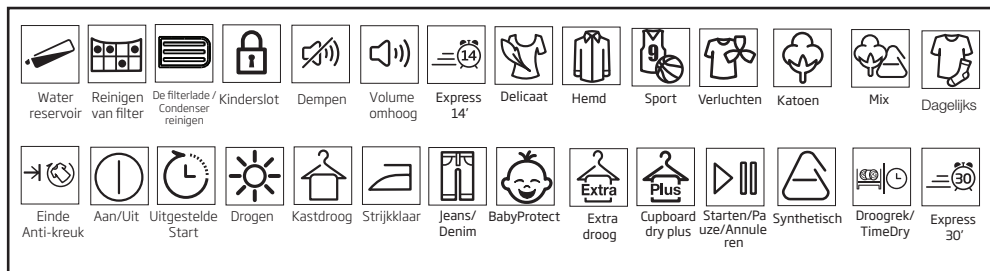 14
9
Water reservoir
Reinigen van filter
De filterlade / Condenser reinigen
Kinderslot
Dempen
Volume omhoog
Express 14'
Delicaat
Hemd
Sport
Verluchten
Katoen
Mix
Dagelijks
Extra
Plus
30
Einde Anti-kreuk
Aan/Uit
Uitgestelde Start
Drogen
Kastdroog
Strijkklaar
Jeans/ Denim
BabyProtect
Extra droog
Cupboard dry plus
Starten/Pa uze/Annule ren
Synthetisch
Droogrek/ TimeDry
Express 30'